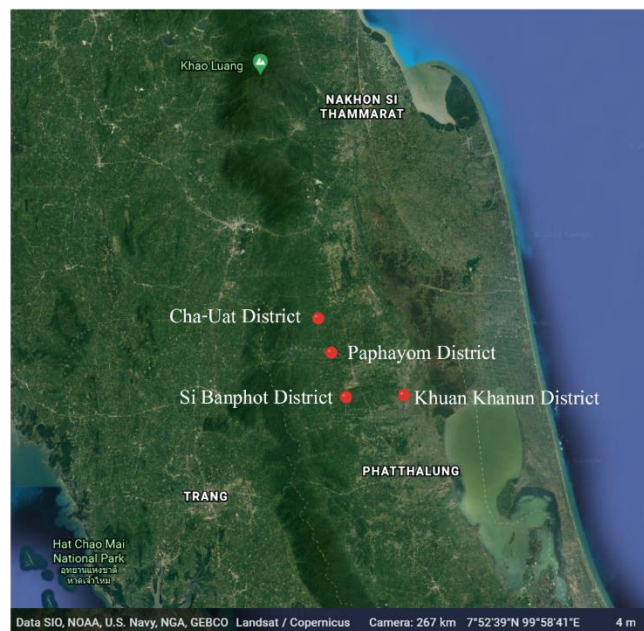 Khao Luang
NAKHON SI
THAMMARAT
Cha-Uat District
Paphayom District
Si Banphot District
Khuan Khanun District
PHATTHALUNG
TRANG
Hat Chao Mai
National Park
อุทยานแห่งชาติ
หาดเจ้าไหม
Data SIO, NOAA, U.S. Navy, NGA, GEBCO Landsat / Copernicus Camera: 267 km 7°52'39"N 99°58'41"E 4 m